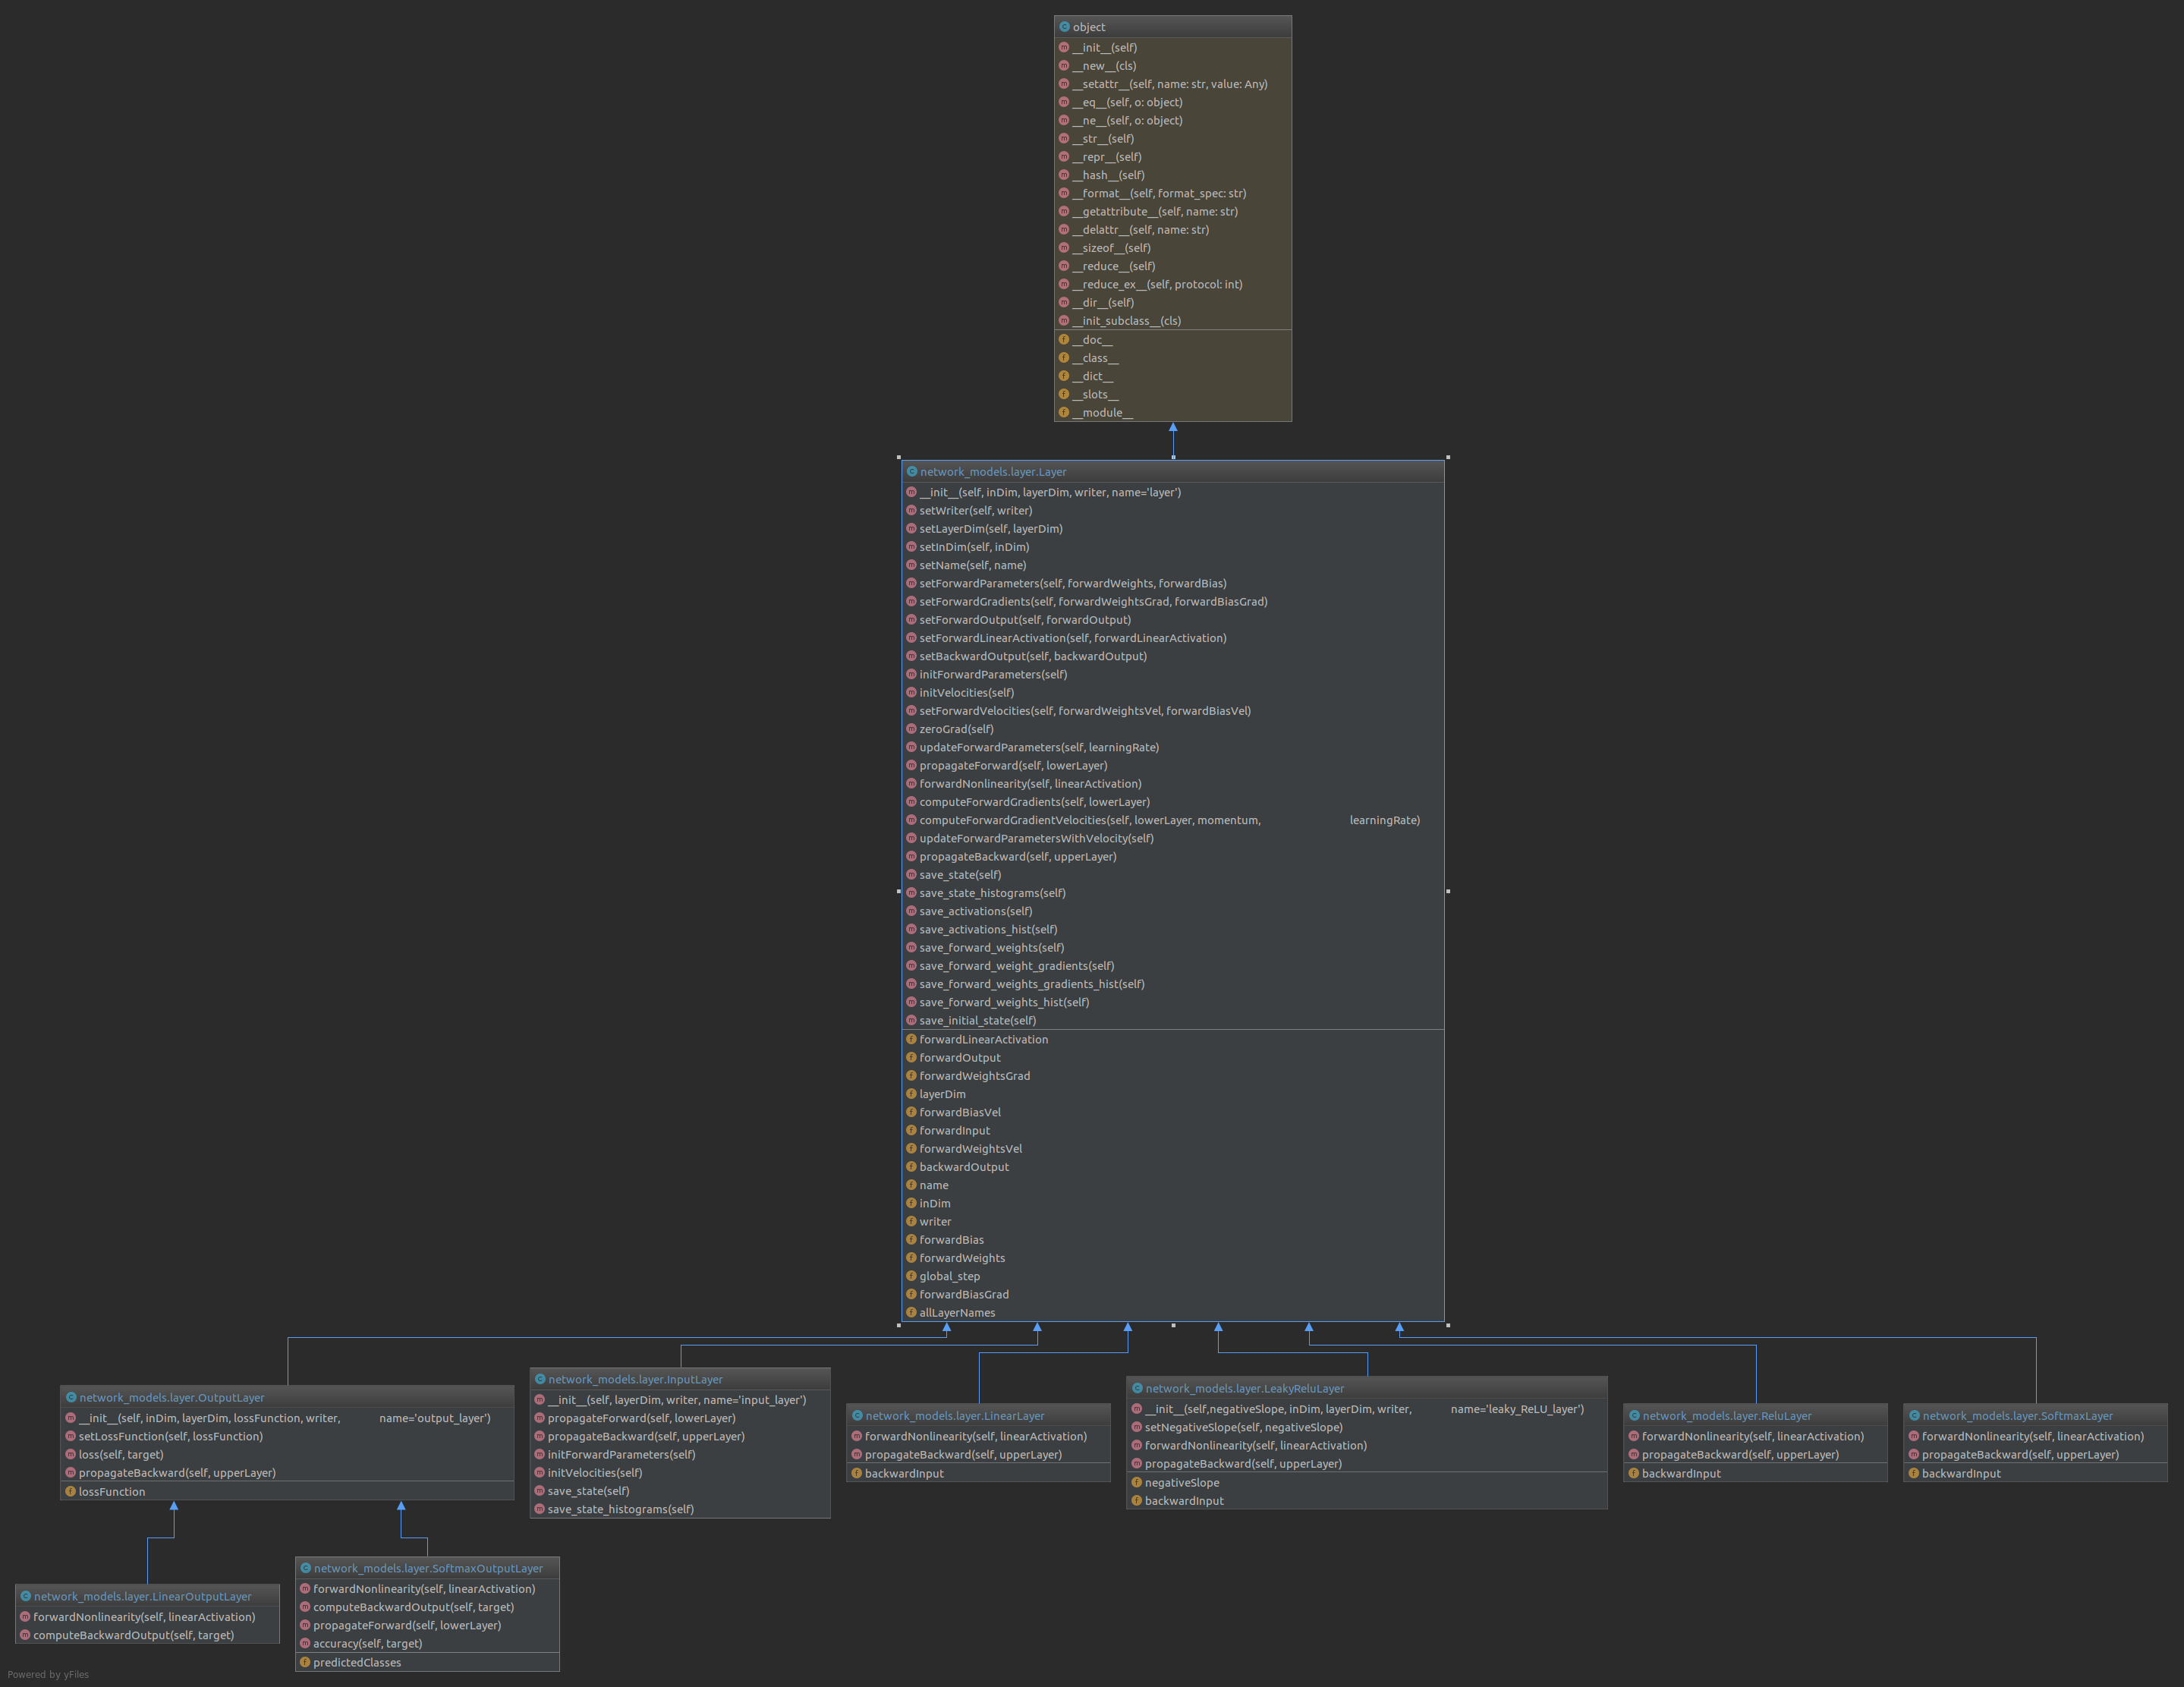 object
__init__(self)
__new__(cls)
__setattr__(self, name: str, value: Any)
__eq__(self, o: object)
__ne__(self, o: object)
__str__(self)
__repr__(self)
__hash__(self)
__format__(self, format_spec: str)
__getattribute__(self, name: str)
__delattr__(self, name: str)
__sizeof__(self)
__reduce__(self)
__reduce_ex__(self, protocol: int)
__dir__(self)
__init_subclass__(cls)
__doc__
__class__
__dict__
__slots__
__module__
network_models.layer.Layer
__init__(self, inDim, layerDim, writer, name='layer')
setWriter(self, writer)
setLayerDim(self, layerDim)
setInDim(self, inDim)
setName(self, name)
setForwardParameters(self, forwardWeights, forwardBias)
setForwardGradients(self, forwardWeightsGrad, forwardBiasGrad)
setForwardOutput(self, forwardOutput)
setForwardLinearActivation(self, forwardLinearActivation)
setBackwardOutput(self, backwardOutput)
initForwardParameters(self)
initVelocities(self)
setForwardVelocities(self, forwardWeightsVel, forwardBiasVel)
zeroGrad(self)
updateForwardParameters(self, learningRate)
propagateForward(self, lowerLayer)
forwardNonlinearity(self, linearActivation)
computeForwardGradients(self, lowerLayer)
computeForwardGradientVelocities(self, lowerLayer, momentum, learningRate)
updateForwardParametersWithVelocity(self)
propagateBackward(self, upperLayer)
save_state(self)
save_state_histograms(self)
save_activations(self)
save_activations_hist(self)
save_forward_weights(self)
save_forward_weight_gradients(self)
save_forward_weights_gradients_hist(self)
save_forward_weights_hist(self)
save_initial_state(self)
forwardLinearActivation
forwardOutput
forwardWeightsGrad
layerDim
forwardBiasVel
forwardInput
forwardWeightsVel
backwardOutput
name
inDim
writer
forwardBias
forwardWeights
global_step
forwardBiasGrad
allLayerNames
network_models.layer.OutputLayer
__init__(self, inDim, layerDim, lossFunction, writer, name='output_layer')
setLossFunction(self, lossFunction)
loss(self, target)
propagateBackward(self, upperLayer)
lossFunction
network_models.layer.InputLayer
__init__(self, layerDim, writer, name='input_layer')
propagateForward(self, lowerLayer)
propagateBackward(self, upperLayer)
initForwardParameters(self)
initVelocities(self)
save_state(self)
save_state_histograms(self)
network_models.layer.LinearLayer
forwardNonlinearity(self, linearActivation)
propagateBackward(self, upperLayer)
backwardInput
network_models.layer.LeakyReluLayer
__init__(self,negativeSlope, inDim, layerDim, writer, name='leaky_ReLU_layer')
setNegativeSlope(self, negativeSlope)
forwardNonlinearity(self, linearActivation)
propagateBackward(self, upperLayer)
negativeSlope
backwardInput
network_models.layer.ReluLayer
forwardNonlinearity(self, linearActivation)
propagateBackward(self, upperLayer)
backwardInput
network_models.layer.SoftmaxLayer
forwardNonlinearity(self, linearActivation)
propagateBackward(self, upperLayer)
backwardInput
network_models.layer.LinearOutputLayer
forwardNonlinearity(self, linearActivation)
computeBackwardOutput(self, target)
network_models.layer.SoftmaxOutputLayer
forwardNonlinearity(self, linearActivation)
computeBackwardOutput(self, target)
propagateForward(self, lowerLayer)
accuracy(self, target)
predictedClasses
Powered by yFiles